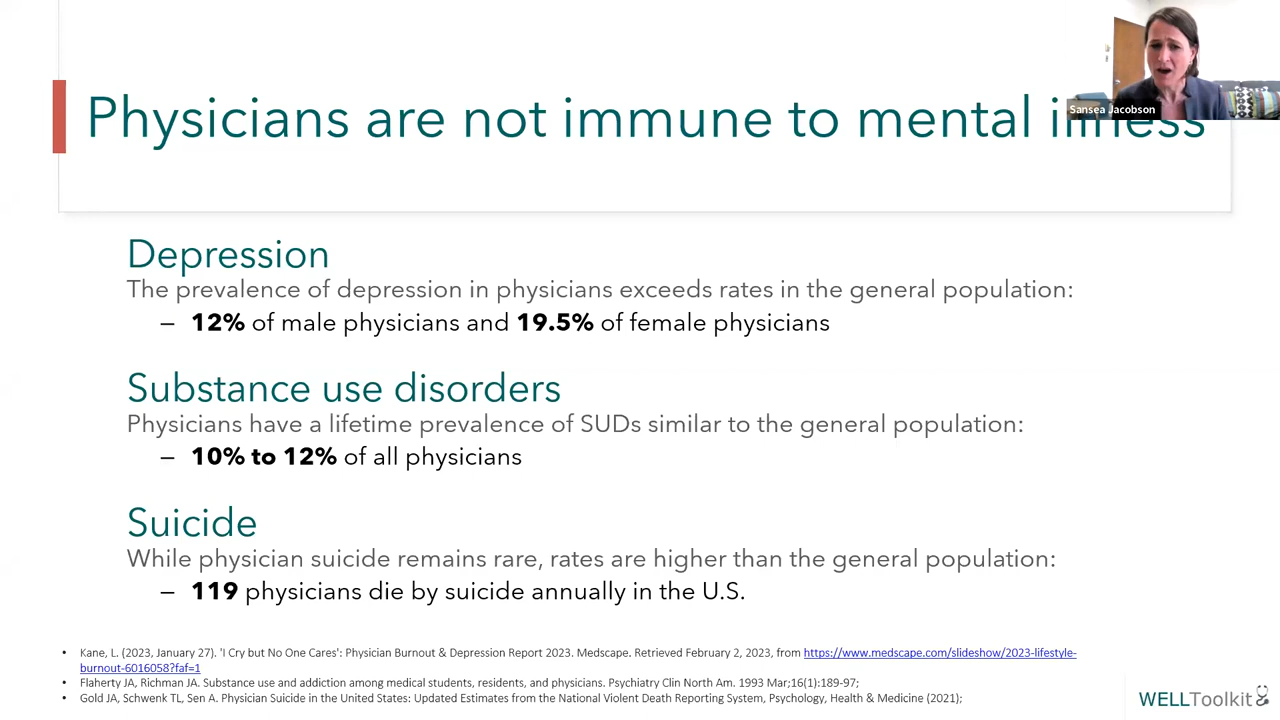 Physicians are not immune to mental illness
Sansea Jacobson
Depression
The prevalence of depression in physicians exceeds rates in the general population:
– 12% of male physicians and 19.5% of female physicians
Substance use disorders
Physicians have a lifetime prevalence of SUDs similar to the general population:
– 10% to 12% of all physicians
Suicide
While physician suicide remains rare, rates are higher than the general population:
– 119 physicians die by suicide annually in the U.S.
• Kane, L. (2023, January 27). 'I Cry but No One Cares': Physician Burnout & Depression Report 2023. Medscape. Retrieved February 2, 2023, from https://www.medscape.com/slideshow/2023-lifestyle-
burnout-6016058?faf=1
• Flaherty JA, Richman JA. Substance use and addiction among medical students, residents, and physicians. Psychiatry Clin North Am. 1993 Mar;16(1):189-97;
• Gold JA, Schwenk TL, Sen A. Physician Suicide in the United States: Updated Estimates from the National Violent Death Reporting System, Psychology, Health & Medicine (2021);
WELLToolkit